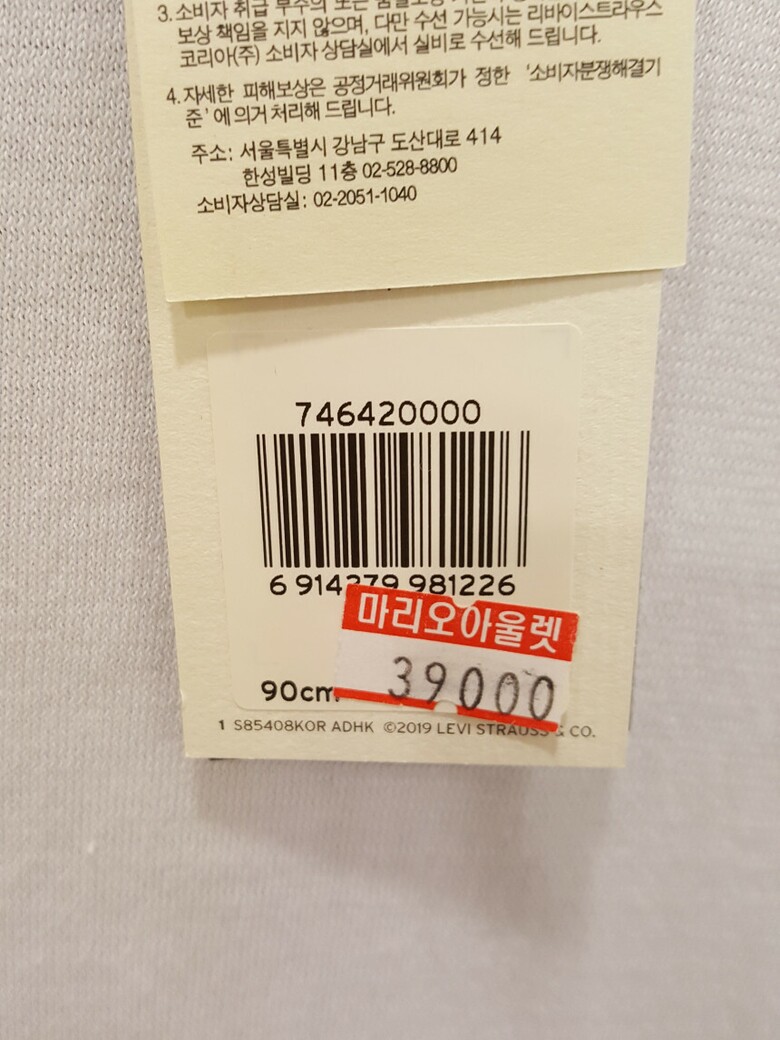 3. 소비자 취급 부주의 또는
보상 책임을 지지 않으며, 다만 수선 가능시는 리바이스트라우스
코리아(주) 소비자 상담실에서 실비로 수선해 드립니다.
4. 자세한 피해보상은 공정거래위원회가 정한 '소비자분쟁해결기
준'에 의거 처리해 드립니다.
주소: 서울특별시 강남구 도산대로 414
한성빌딩 11층 02-528-8800
소비자상담실: 02-2051-1040
746420000
6 914279 981226
마리오아울렛
39000
90cm
1 S85408KOR ADHK ©2019 LEVI STRAUSS & CO.